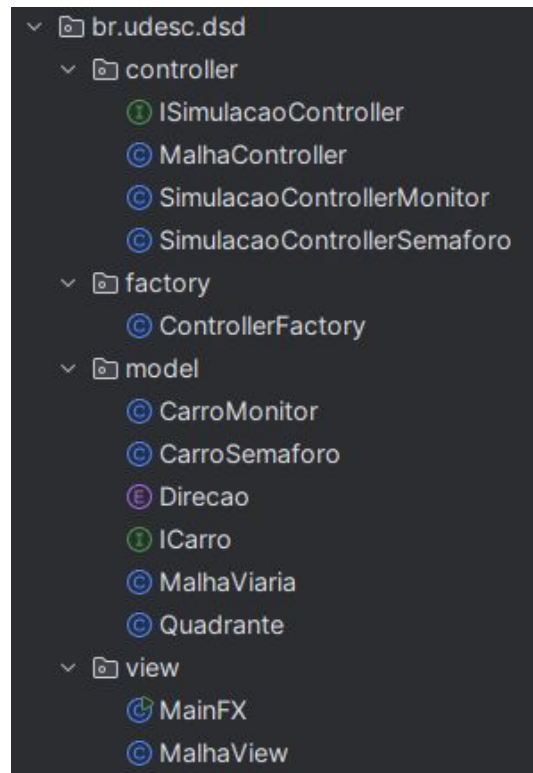 br.udesc.dsd
controller
ISimulacaoController
MalhaController
SimulacaoControllerMonitor
SimulacaoControllerSemaforo
factory
ControllerFactory
model
CarroMonitor
CarroSemaforo
Direcao
ICarro
MalhaViaria
Quadrante
view
MainFX
MalhaView